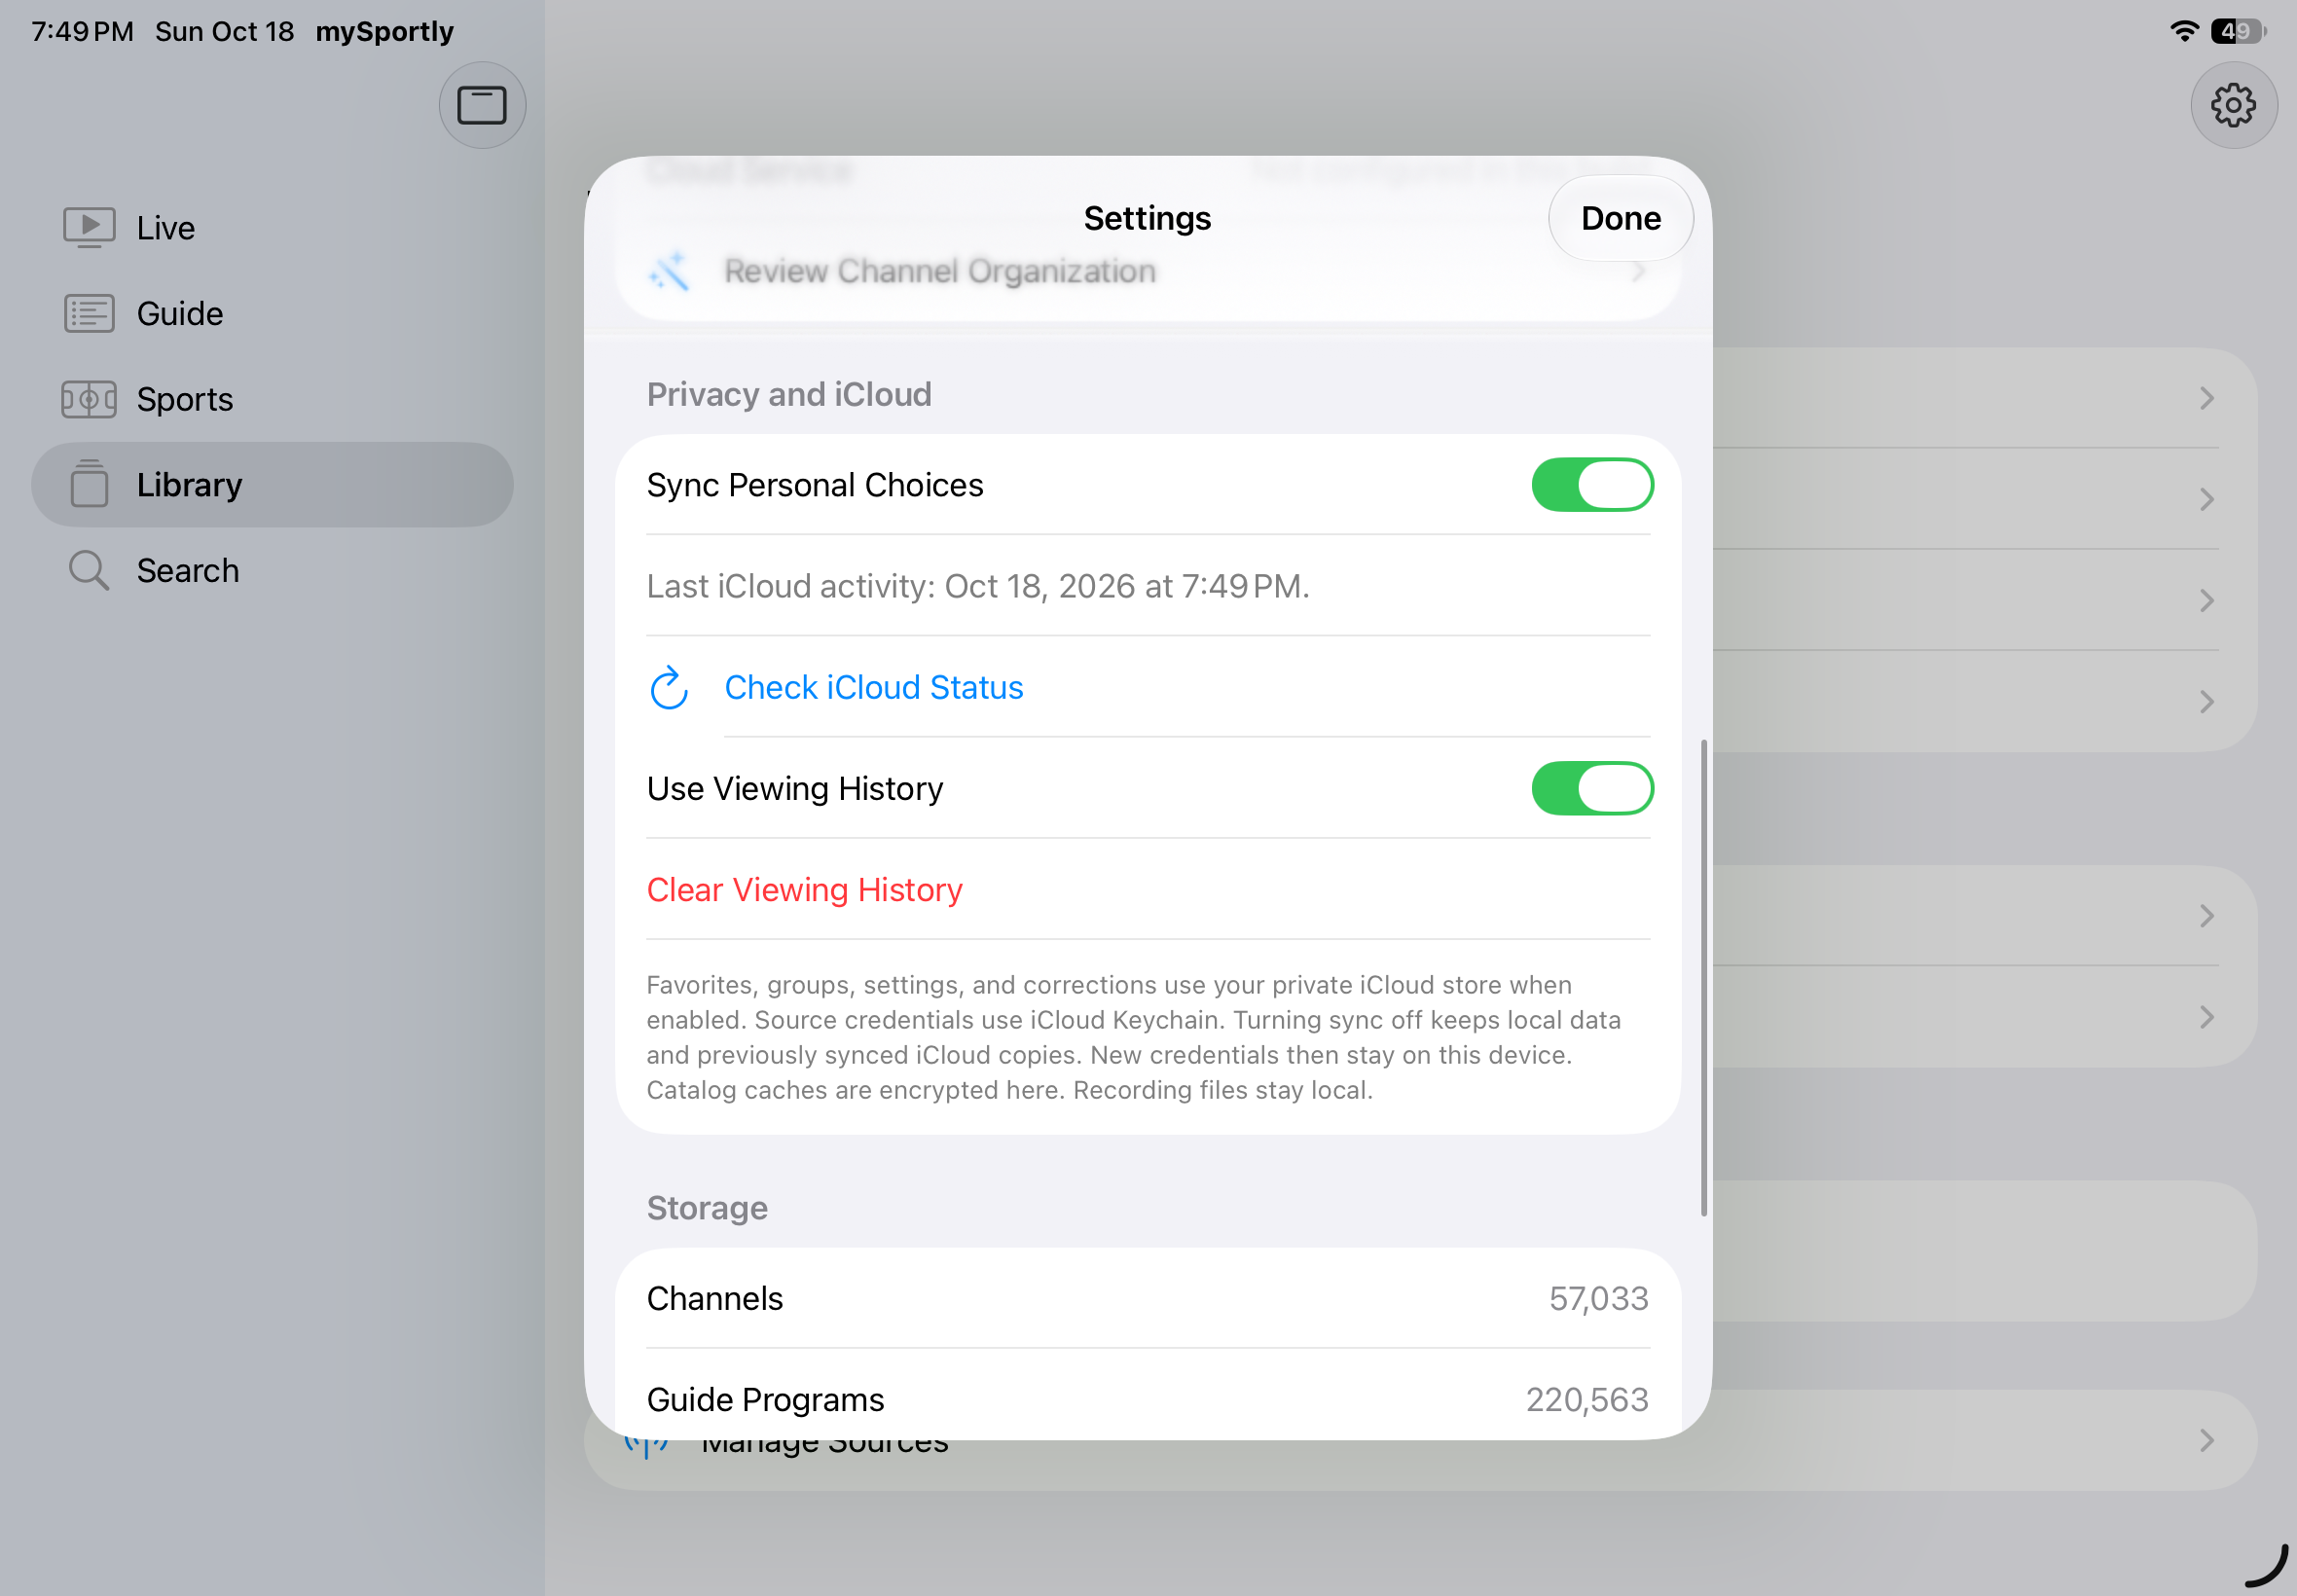 7:49 PM Sun Oct 18 mySportly
49
Live
Guide
Sports
Library
Search
Cloud Service
Settings
Done
Review Channel Organization
Privacy and iCloud
Sync Personal Choices
Last iCloud activity: Oct 18, 2026 at 7:49 PM.
Check iCloud Status
Use Viewing History
Clear Viewing History
Favorites, groups, settings, and corrections use your private iCloud store when
enabled. Source credentials use iCloud Keychain. Turning sync off keeps local data
and previously synced iCloud copies. New credentials then stay on this device.
Catalog caches are encrypted here. Recording files stay local.
Storage
Channels 57,033
Guide Programs 220,563
Manage Sources